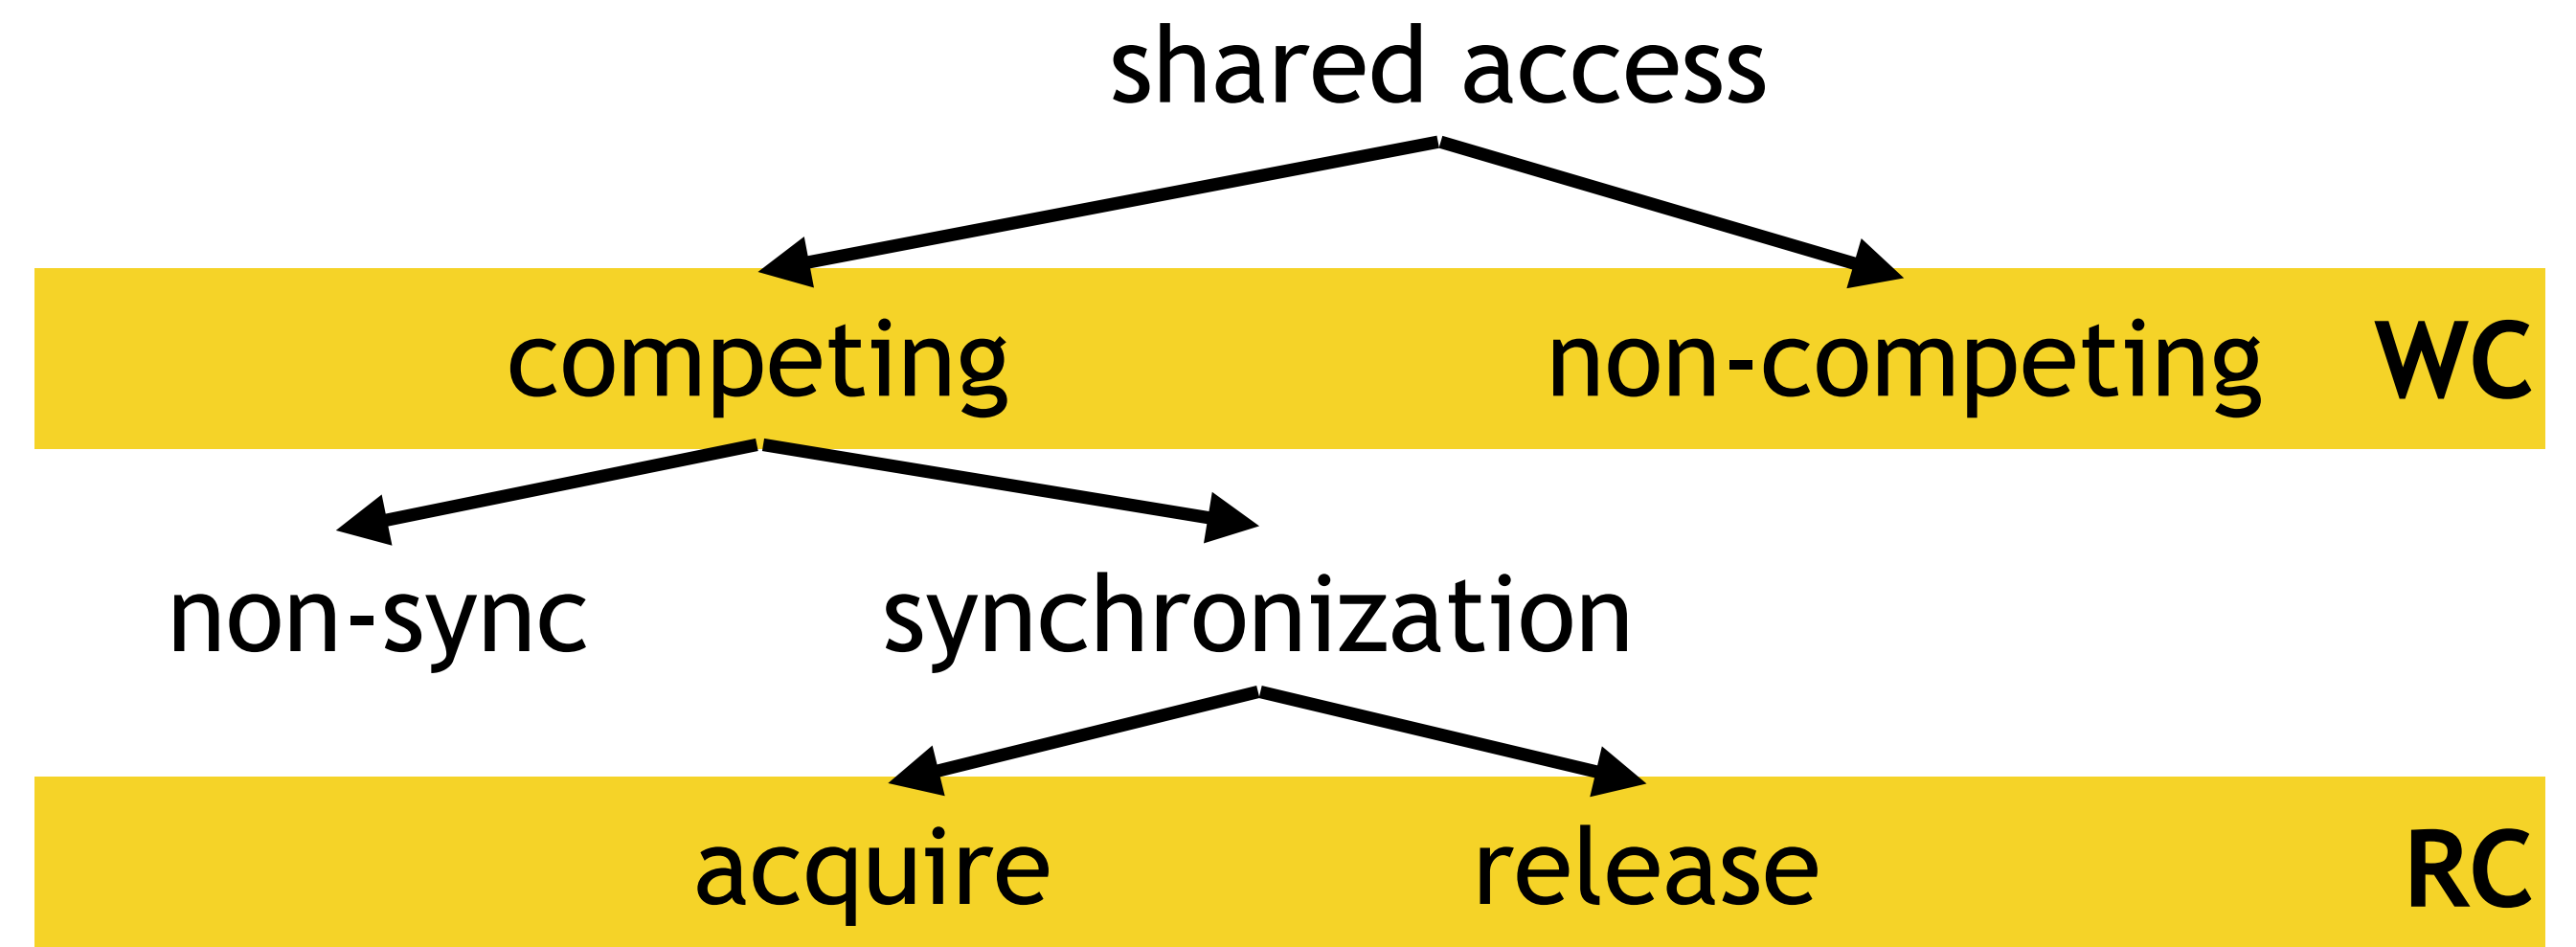 shared access
competing non-competing WC
non-sync synchronization
acquire release RC